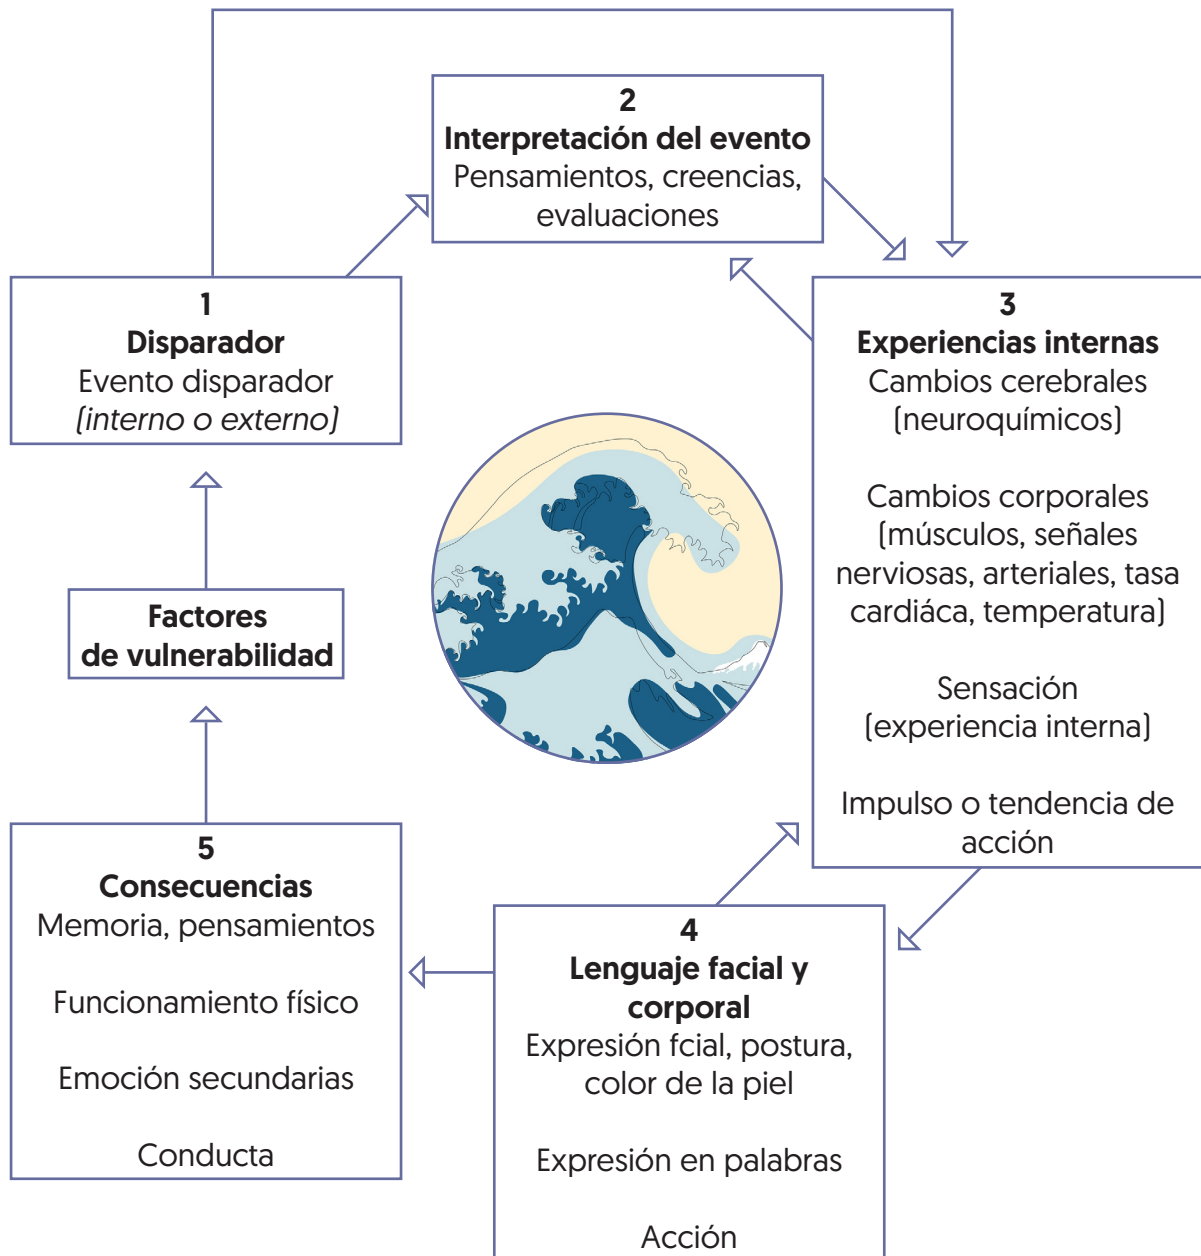 2
Interpretación del evento
Pensamientos, creencias,
evaluaciones
1
Disparador
Evento disparador
(interno o externo)
3
Experiencias internas
Cambios cerebrales
(neuroquímicos)
Cambios corporales
(músculos, señales
nerviosas, arteriales, tasa
cardiáca, temperatura)
Sensación
(experiencia interna)
Impulso o tendencia de
acción
Factores
de vulnerabilidad
5
Consecuencias
Memoria, pensamientos
Funcionamiento físico
Emoción secundarias
Conducta
4
Lenguaje facial y
corporal
Expresión fcial, postura,
color de la piel
Expresión en palabras
Acción